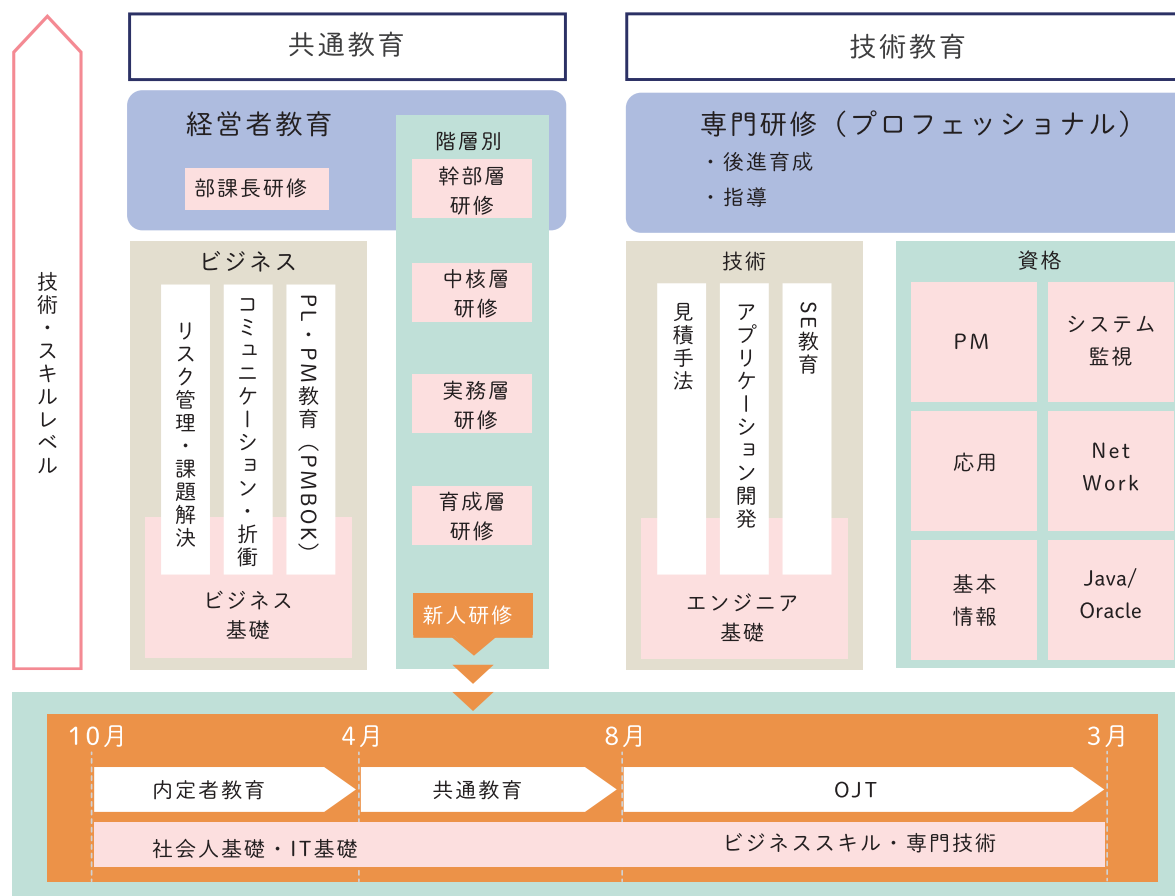 共通教育
技術教育
経営者教育
部課長研修
階層別
幹部層
研修
中核層
研修
実務層
研修
育成層
研修
新人研修
専門研修（プロフェッショナル）
・後進育成
・指導
技術・スキルレベル
ビジネス
リスク管理・課題解決
コミュニケーション・折衝
PL・PM教育（PMBOK）
ビジネス
基礎
技術
見積手法
アプリケーション開発
SE教育
エンジニア
基礎
資格
PM
システム
監視
応用
Net
Work
基本
情報
Java/
Oracle
10月
4月
8月
3月
内定者教育
共通教育
OJT
社会人基礎・IT基礎
ビジネススキル・専門技術